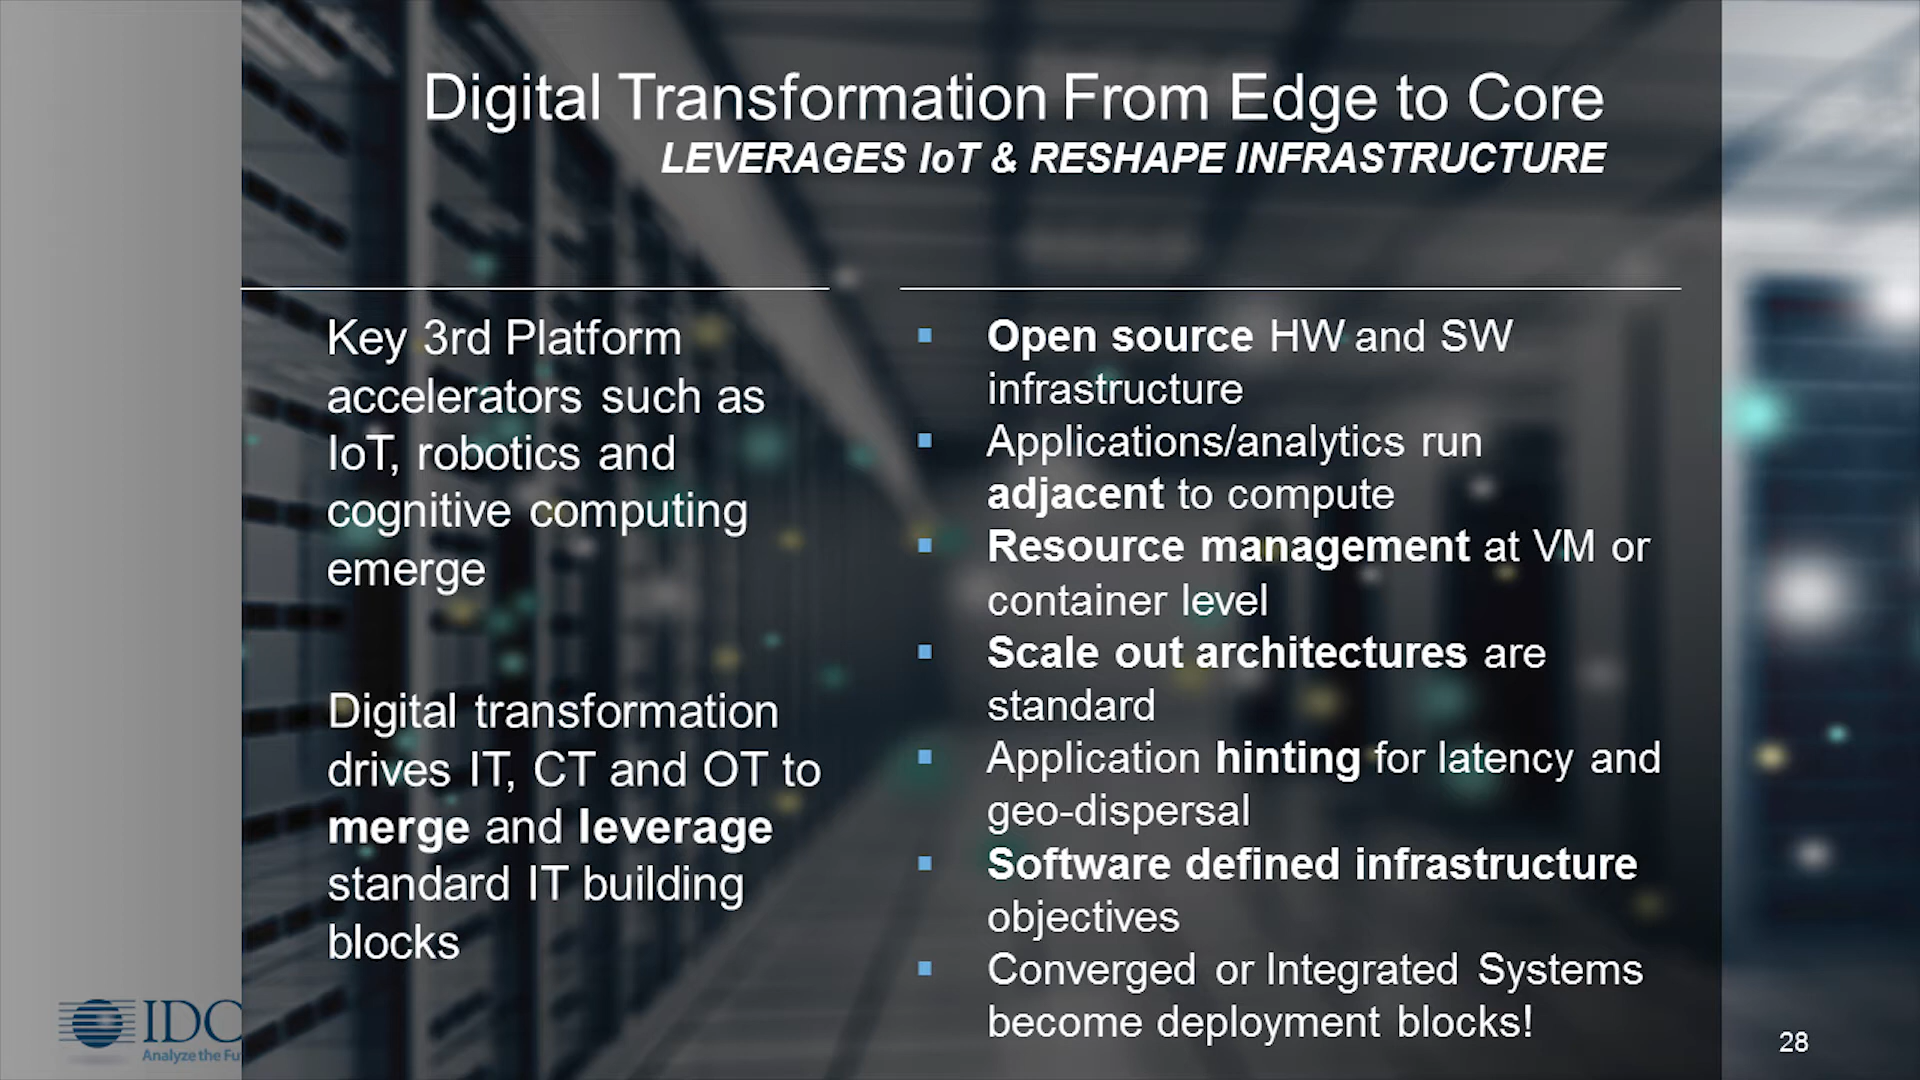 Digital Transformation From Edge to Core
LEVERAGES IoT & RESHAPE INFRASTRUCTURE
Key 3rd Platform
accelerators such as
IoT, robotics and
cognitive computing
emerge
Digital transformation
drives IT, CT and OT to
merge and leverage
standard IT building
blocks
Open source HW and SW
infrastructure
Applications/analytics run
adjacent to compute
Resource management at VM or
container level
Scale out architectures are
standard
Application hinting for latency and
geo-dispersal
Software defined infrastructure
objectives
Converged or Integrated Systems
become deployment blocks!
IDC
Analyze the Fu
28